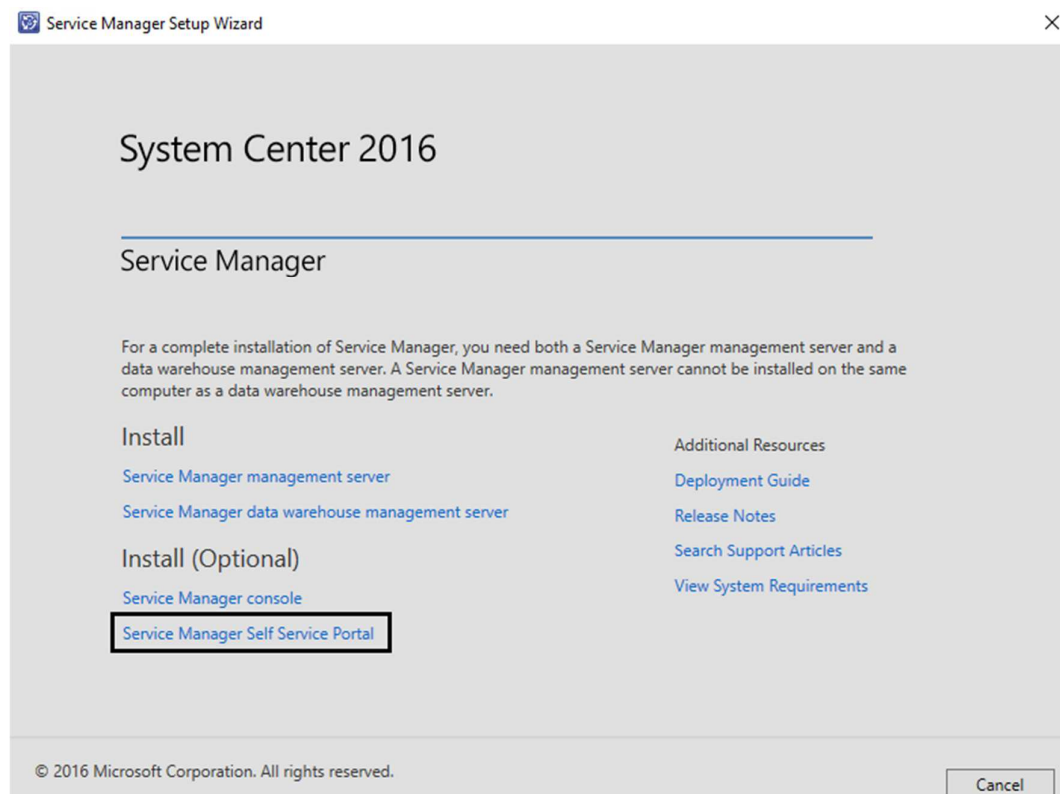 Service Manager Setup Wizard
System Center 2016
Service Manager
For a complete installation of Service Manager, you need both a Service Manager management server and a
data warehouse management server. A Service Manager management server cannot be installed on the same
computer as a data warehouse management server.
Install
Service Manager management server
Service Manager data warehouse management server
Install (Optional)
Service Manager console
Service Manager Self Service Portal
Additional Resources
Deployment Guide
Release Notes
Search Support Articles
View System Requirements
© 2016 Microsoft Corporation. All rights reserved.
Cancel